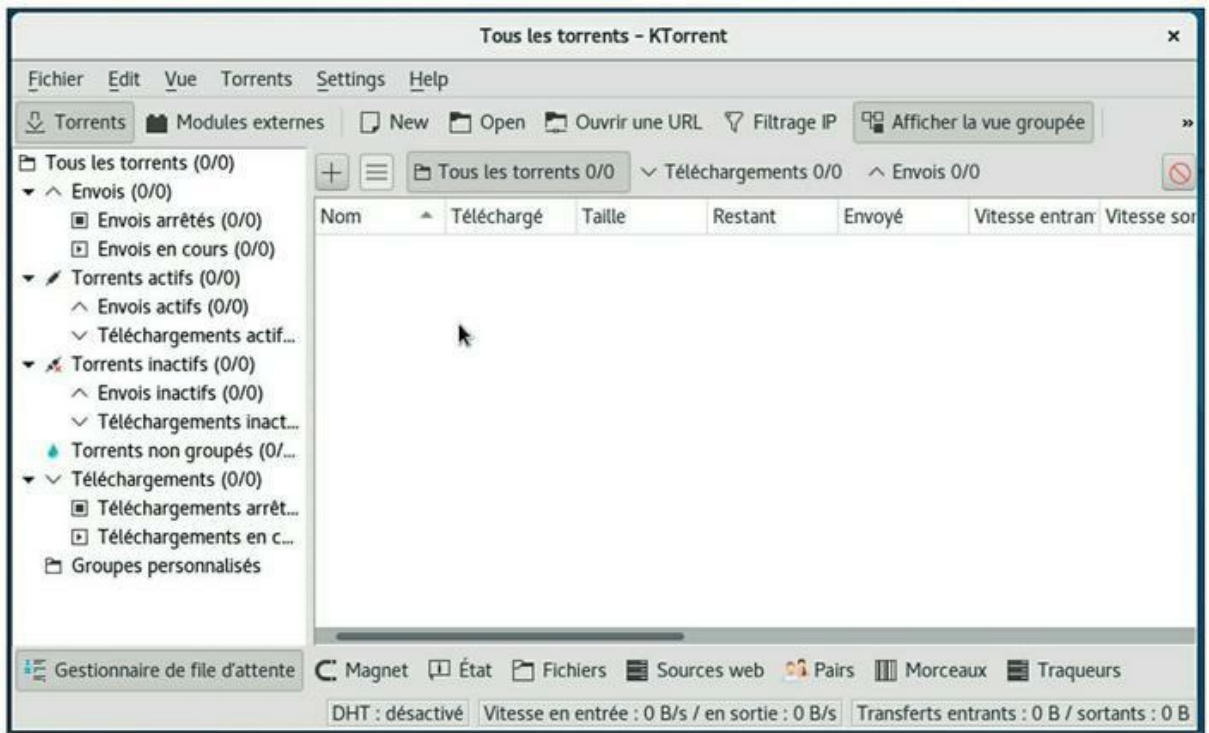 Tous les torrents – KTorrent
Fichier Edit Vue Torrents Settings Help
Torrents Modules externes New Open Ouvrir une URL Filtrage IP Afficher la vue groupée »
Tous les torrents (0/0)
Envois (0/0)
Envois arrêtés (0/0)
Envois en cours (0/0)
Torrents actifs (0/0)
Envois actifs (0/0)
Téléchargements actif...
Torrents inactifs (0/0)
Envois inactifs (0/0)
Téléchargements inact...
Torrents non groupés (0/...
Téléchargements (0/0)
Téléchargements arrêt...
Téléchargements en c...
Groupes personnalisés
Tous les torrents 0/0 Téléchargements 0/0 Envois 0/0
Nom Téléchargé Taille Restant Envoyé Vitesse entran Vitesse sor
Gestionnaire de file d'attente Magnet État Fichiers Sources web Pairs Morceaux Traqueurs
DHT : désactivé Vitesse en entrée : 0 B/s / en sortie : 0 B/s Transferts entrants : 0 B / sortants : 0 B